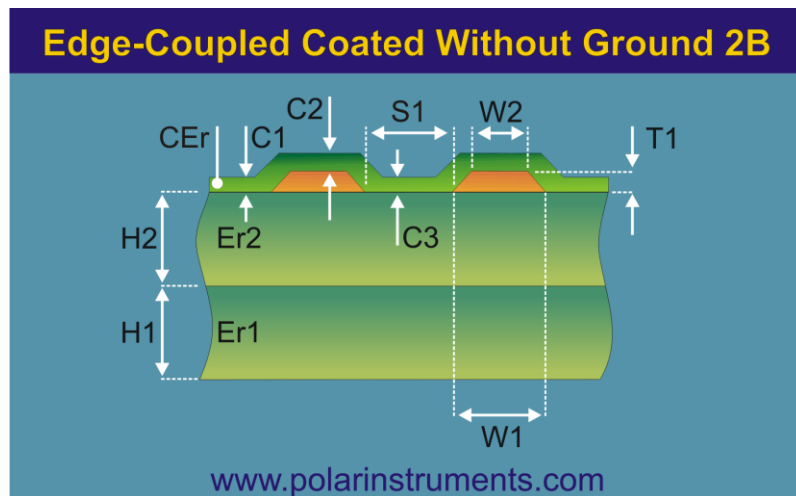 Edge-Coupled Coated Without Ground 2B
C2 S1 W2
CEr C1 T1
H2 Er2 C3
H1 Er1
W1
www.polarinstruments.com